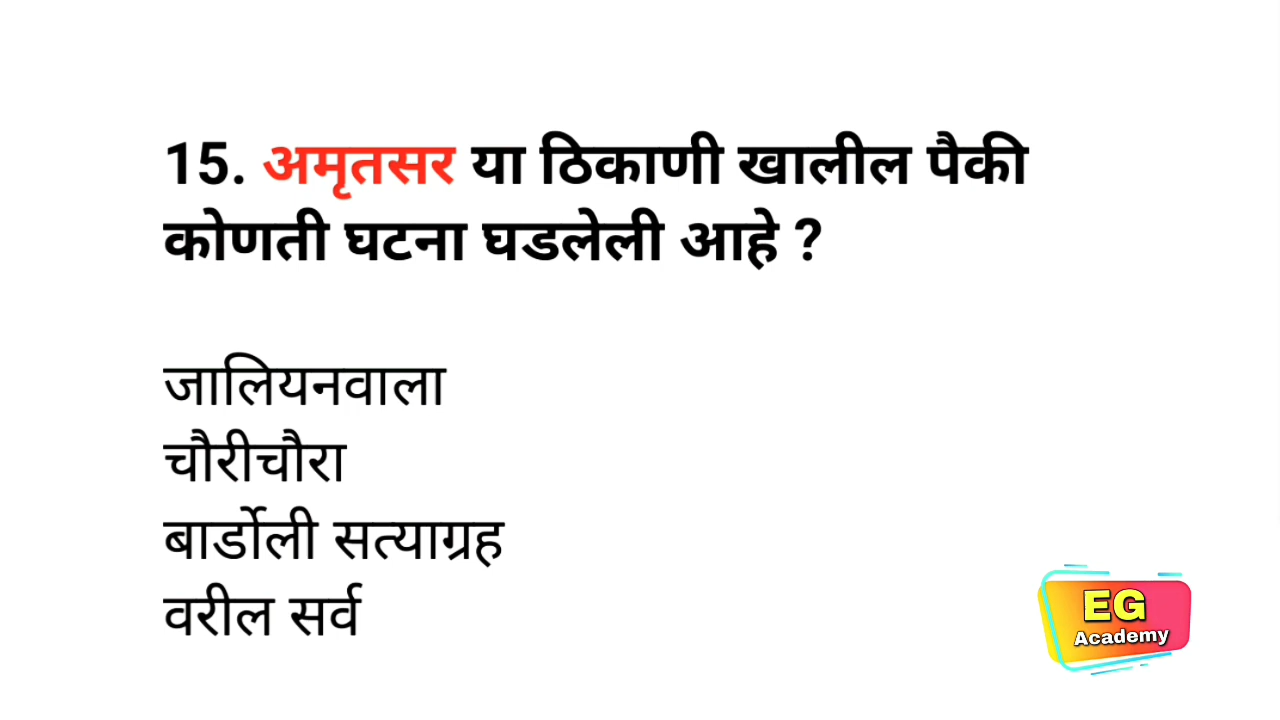 15. अमृतसर या ठिकाणी खालील पैकी
कोणती घटना घडलेली आहे ?
जालियनवाला
चौरीचौरा
बार्डोली सत्याग्रह
वरील सर्व
EG
Academy